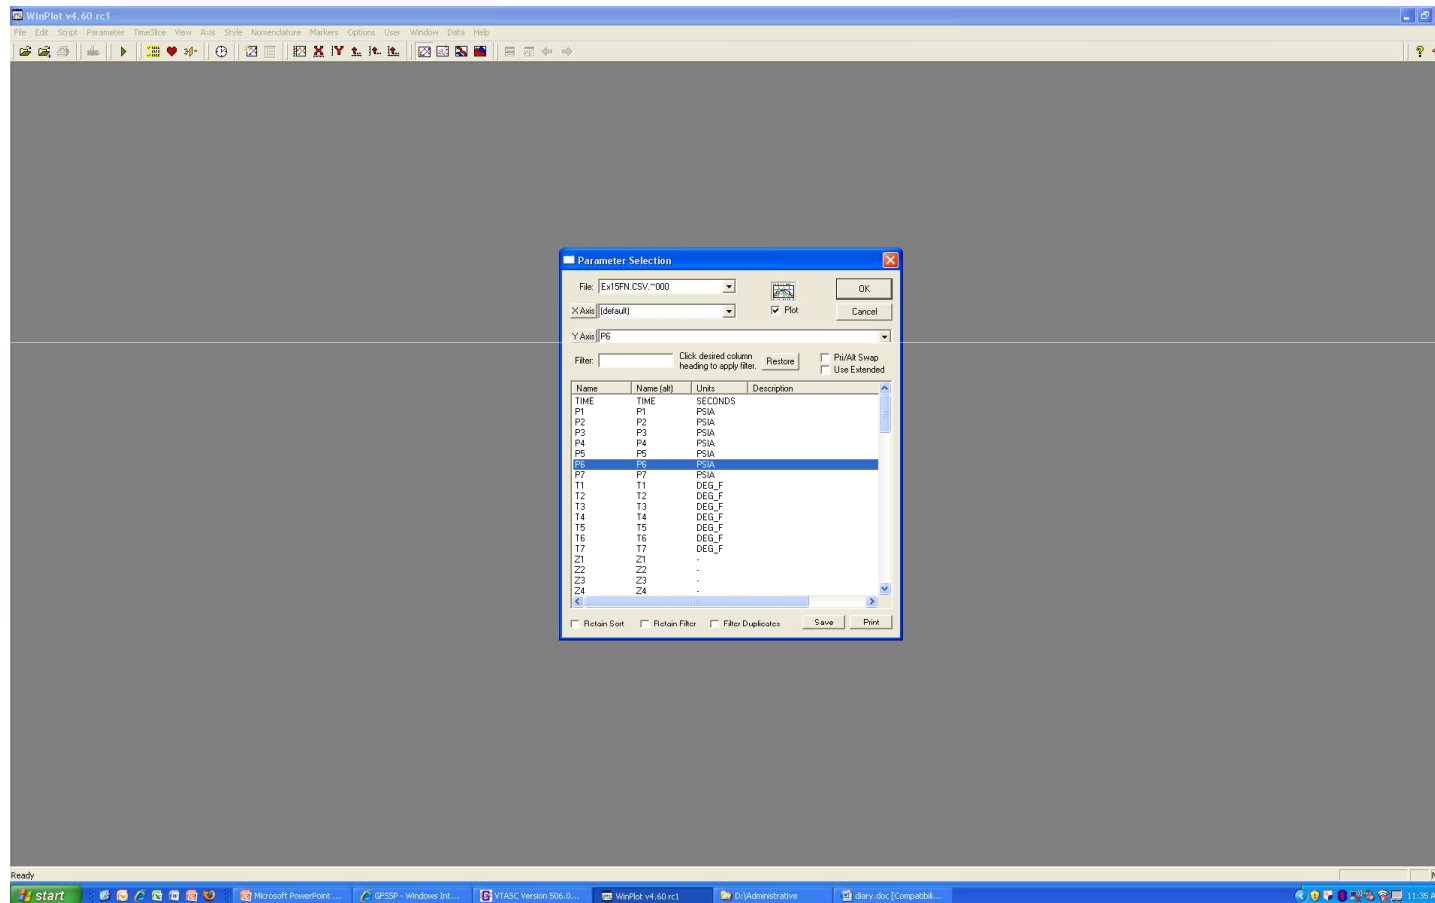 WinPlot v4.60 rc1
File Edit Script Parameter TimeSlice View Axis Style Nomenclature Markers Options User Window Data Help
Parameter Selection
File: Ex15FN.CSV.~000
OK
X Axis (default)
Plot
Cancel
Y Axis P6
Filter:
Click desired column
heading to apply filter.
Restore
Pri/Alt Swap
Use Extended
Name Name (alt) Units Description
TIME TIME SECONDS
P1 P1 PSIA
P2 P2 PSIA
P3 P3 PSIA
P4 P4 PSIA
P5 P5 PSIA
P6 P6 PSIA
P7 P7 PSIA
T1 T1 DEG_F
T2 T2 DEG_F
T3 T3 DEG_F
T4 T4 DEG_F
T5 T5 DEG_F
T6 T6 DEG_F
T7 T7 DEG_F
Z1 Z1 -
Z2 Z2 -
Z3 Z3 -
Z4 Z4 -
Retain Sort Retain Filter Filter Duplicates Save Print
Ready
start Microsoft PowerPoint ... GFSSP - Windows Int... VTASC Version 506.0... WinPlot v4.60 rc1 D:\Administrative diary.doc [Compatibili... 11:35 A